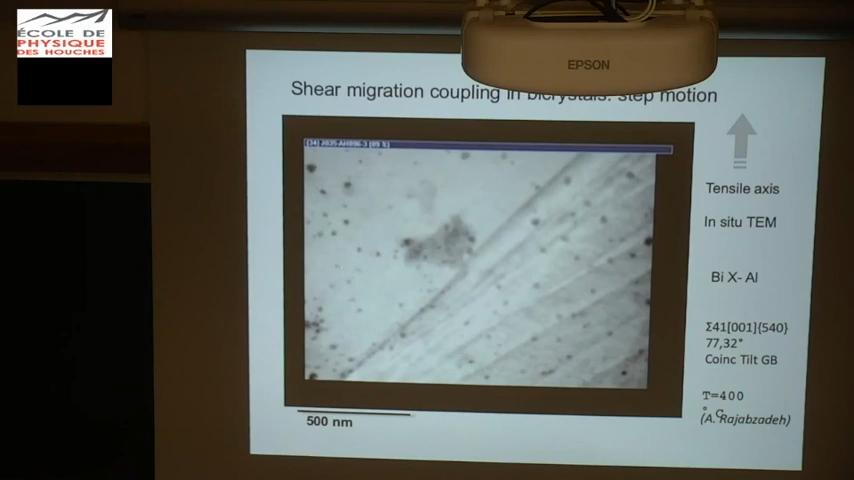 ÉCOLE DE
PHYSIQUE
DES HOUCHES
EPSON
Shear migration coupling in bicrystals: step motion
Tensile axis
In situ TEM
Bi X- Al
Σ41[001]{540}
77,32°
Coinc Tilt GB
T=400
° C
(A. Rajabzadeh)
500 nm